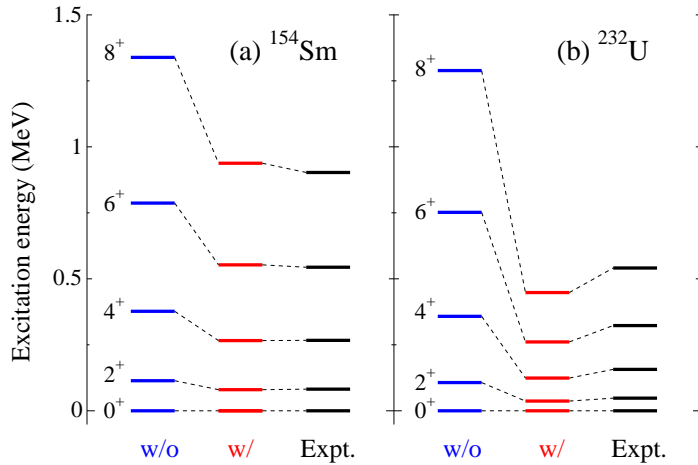 1.5
(a) ¹⁵⁴Sm
(b) ²³²U
8⁺
8⁺
1
6⁺
6⁺
0.5
4⁺
4⁺
2⁺
2⁺
0
0⁺
0⁺
Excitation energy (MeV)
w/o w/ Expt.
w/o w/ Expt.